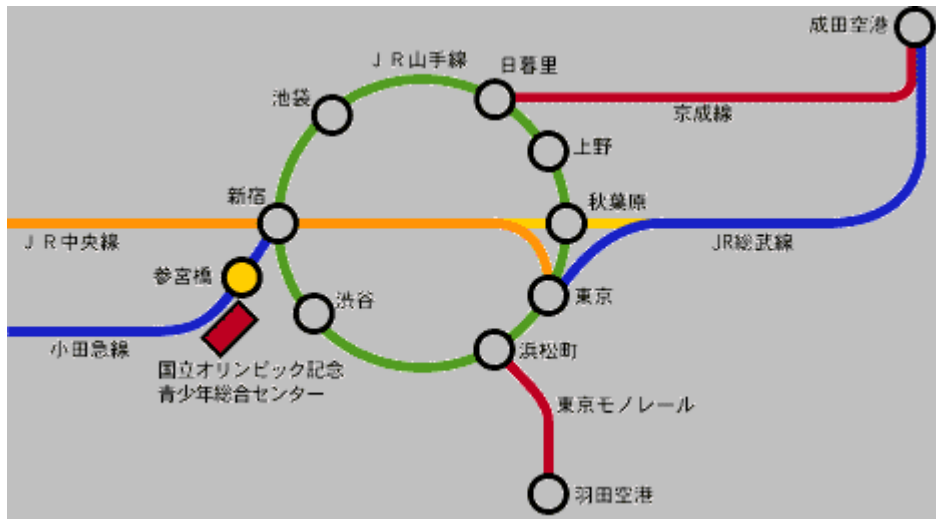 成田空港
ＪＲ山手線
日暮里
池袋
京成線
上野
新宿
秋葉原
ＪＲ中央線
JR総武線
参宮橋
渋谷
東京
小田急線
浜松町
国立オリンピック記念
青少年総合センター
東京モノレール
羽田空港